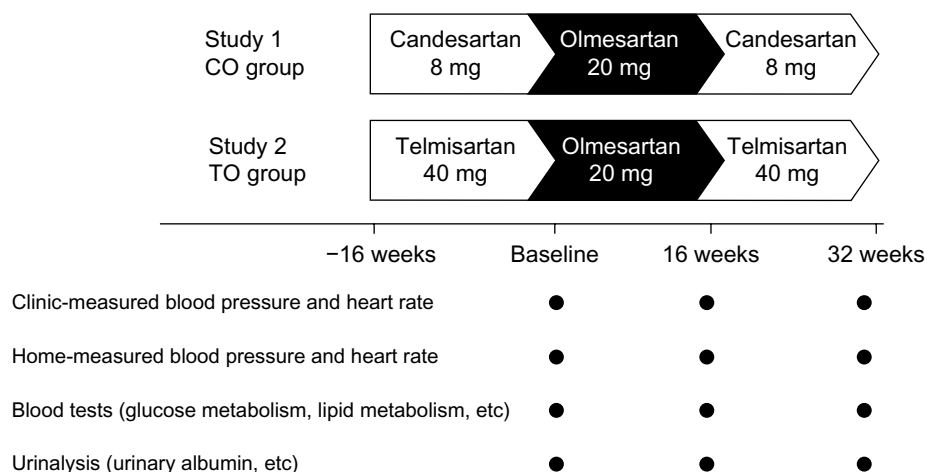 Study 1
CO group
Candesartan
8 mg
Olmesartan
20 mg
Candesartan
8 mg
Study 2
TO group
Telmisartan
40 mg
Olmesartan
20 mg
Telmisartan
40 mg
−16 weeks
Baseline
16 weeks
32 weeks
Clinic-measured blood pressure and heart rate
Home-measured blood pressure and heart rate
Blood tests (glucose metabolism, lipid metabolism, etc)
Urinalysis (urinary albumin, etc)